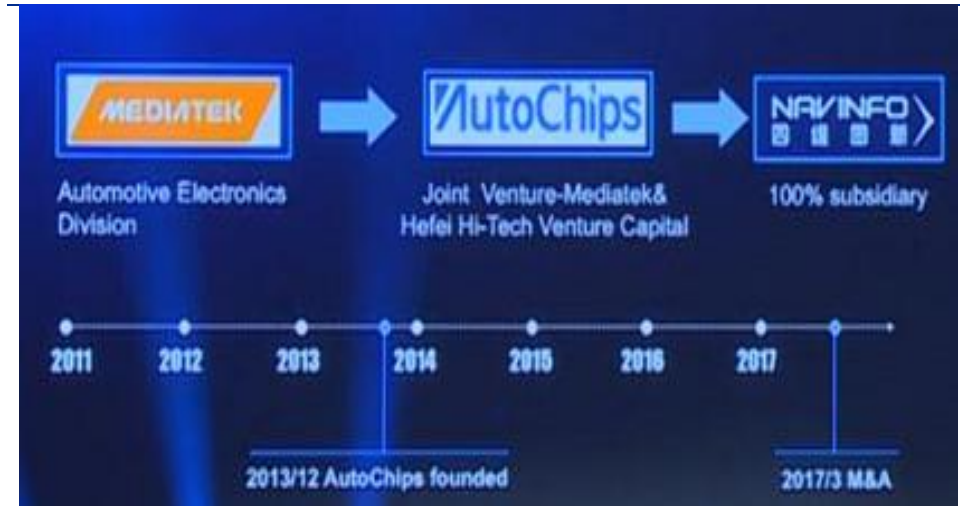 MEDIATEK
AutoChips
NAVINFO
四维图新
Automotive Electronics
Division
Joint Venture-Mediatek&
Hefei Hi-Tech Venture Capital
100% subsidiary
2011
2012
2013
2014
2015
2016
2017
2013/12 AutoChips founded
2017/3 M&A